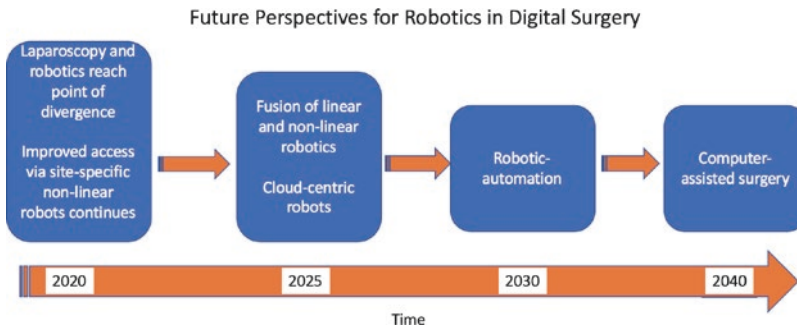 Future Perspectives for Robotics in Digital Surgery
Laparoscopy and
robotics reach
point of
divergence
Improved access
via site-specific
non-linear
robots continues
Fusion of linear
and non-linear
robotics
Cloud-centric
robots
Robotic-
automation
Computer-
assisted surgery
2020
2025
2030
2040
Time